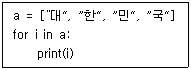 a = ["대", "한", "민", "국"]
for i in a:
    print(i)